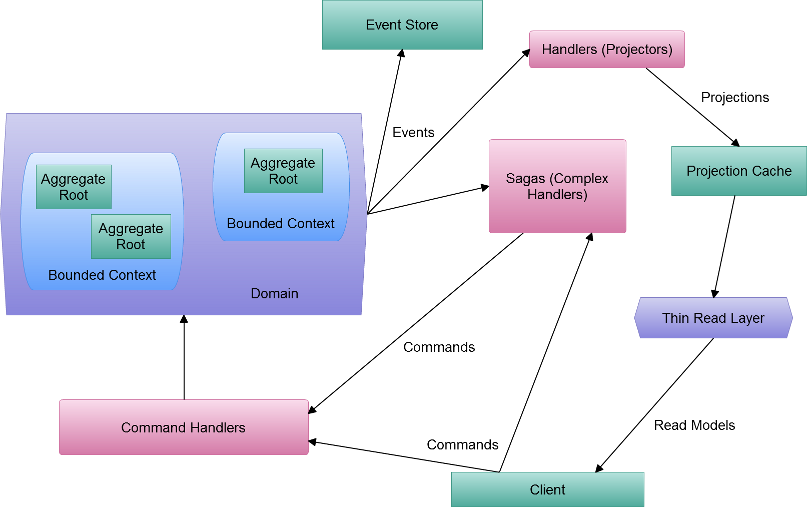 Event Store
Handlers (Projectors)
Projections
Events
Aggregate
Root
Aggregate
Root
Bounded Context
Aggregate
Root
Bounded Context
Domain
Sagas (Complex
Handlers)
Projection Cache
Thin Read Layer
Commands
Command Handlers
Commands
Read Models
Client